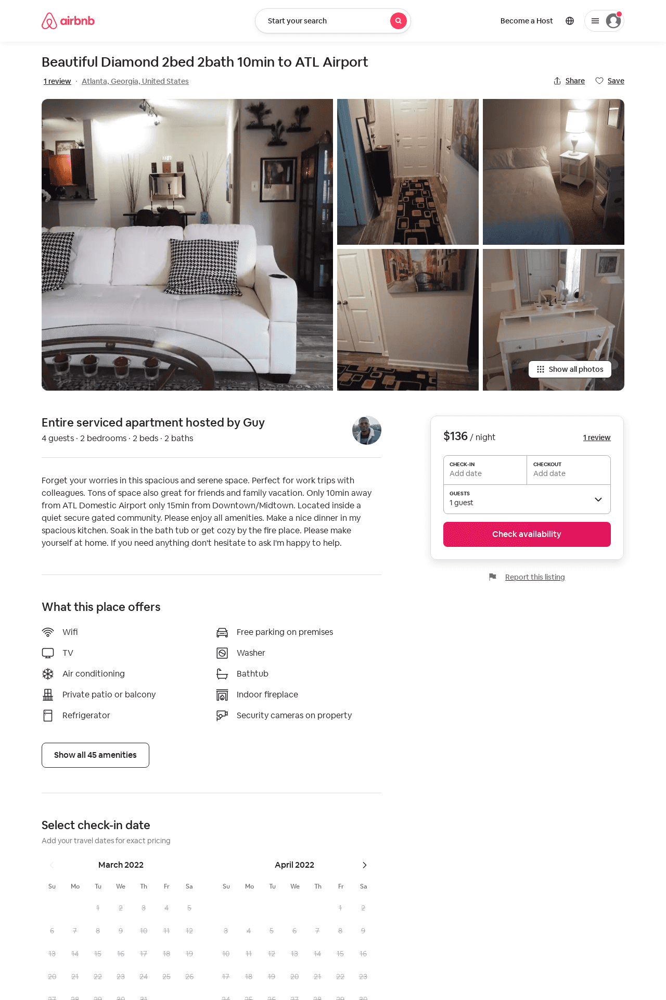 airbnb
Start your search
Become a Host
Beautiful Diamond 2bed 2bath 10min to ATL Airport
1 review · Atlanta, Georgia, United States
Share
Save
Show all photos
Entire serviced apartment hosted by Guy
4 guests · 2 bedrooms · 2 beds · 2 baths
Forget your worries in this spacious and serene space. Perfect for work trips with
colleagues. Tons of space also great for friends and family vacation. Only 10min away
from ATL Domestic Airport only 15min from Downtown/Midtown. Located inside a
quiet secure gated community. Please enjoy all amenities. Make a nice dinner in my
spacious kitchen. Soak in the bath tub or get cozy by the fire place. Please make
yourself at home. If you need anything don't hesitate to ask I'm happy to help.
$136 / night
1 review
CHECK-IN
Add date
CHECKOUT
Add date
GUESTS
1 guest
Check availability
Report this listing
What this place offers
Wifi
Free parking on premises
TV
Washer
Air conditioning
Bathtub
Private patio or balcony
Indoor fireplace
Refrigerator
Security cameras on property
Show all 45 amenities
Select check-in date
Add your travel dates for exact pricing
March 2022
Su Mo Tu We Th Fr Sa
1 2 3 4 5
6 7 8 9 10 11 12
13 14 15 16 17 18 19
20 21 22 23 24 25 26
27 28 29 30 31
April 2022
Su Mo Tu We Th Fr Sa
1 2
3 4 5 6 7 8 9
10 11 12 13 14 15 16
17 18 19 20 21 22 23
24 25 26 27 28 29 30